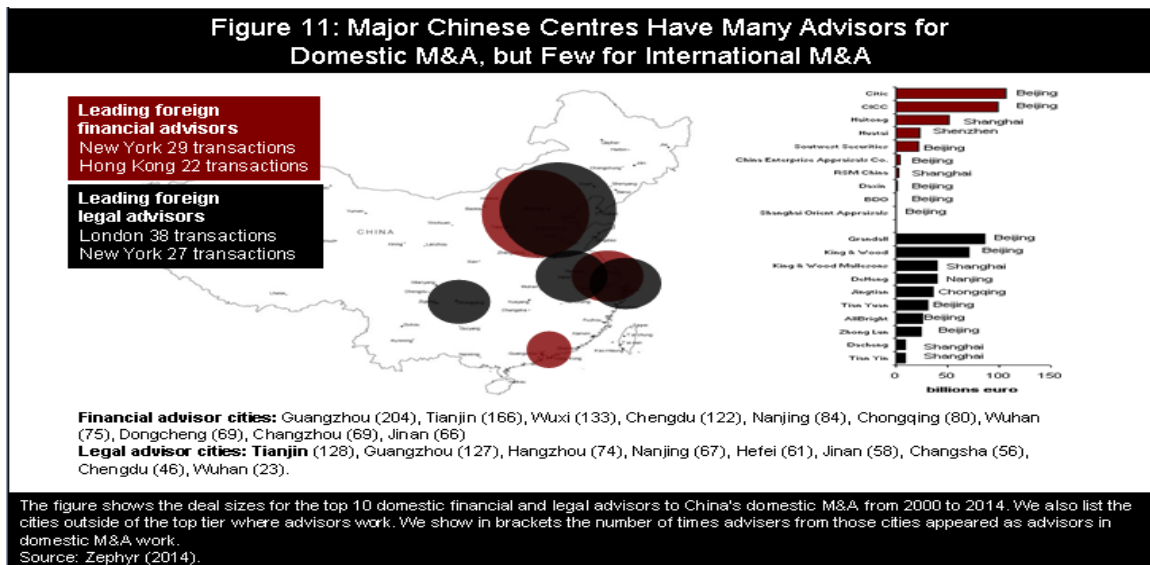 Figure 11: Major Chinese Centres Have Many Advisors for
Domestic M&A, but Few for International M&A
Leading foreign
financial advisors
New York 29 transactions
Hong Kong 22 transactions
Leading foreign
legal advisors
London 38 transactions
New York 27 transactions
CHINA
Citic Beijing
CICC Beijing
Haitong Shanghai
Huatai Shenzhen
Southwest Securities Beijing
China Enterprise Appraisals Co. Beijing
RSM China Shanghai
Daxin Beijing
BDO Beijing
Shanghai Orient Appraisals Beijing
Grandall Beijing
King & Wood Beijing
King & Wood Mallesons Shanghai
DeHeng Nanjing
Jingtian Chongqing
Tian Yuan Beijing
AllBright Beijing
Zhong Lun Beijing
Dacheng Shanghai
Tian Yin Shanghai
0 50 100 150
billions euro
Financial advisor cities: Guangzhou (204), Tianjin (166), Wuxi (133), Chengdu (122), Nanjing (84), Chongqing (80), Wuhan
(75), Dongcheng (69), Changzhou (69), Jinan (66)
Legal advisor cities: Tianjin (128), Guangzhou (127), Hangzhou (74), Nanjing (67), Hefei (61), Jinan (58), Changsha (56),
Chengdu (46), Wuhan (23).
The figure shows the deal sizes for the top 10 domestic financial and legal advisors to China's domestic M&A from 2000 to 2014. We also list the
cities outside of the top tier where advisors work. We show in brackets the number of times advisers from those cities appeared as advisors in
domestic M&A work.
Source: Zephyr (2014).